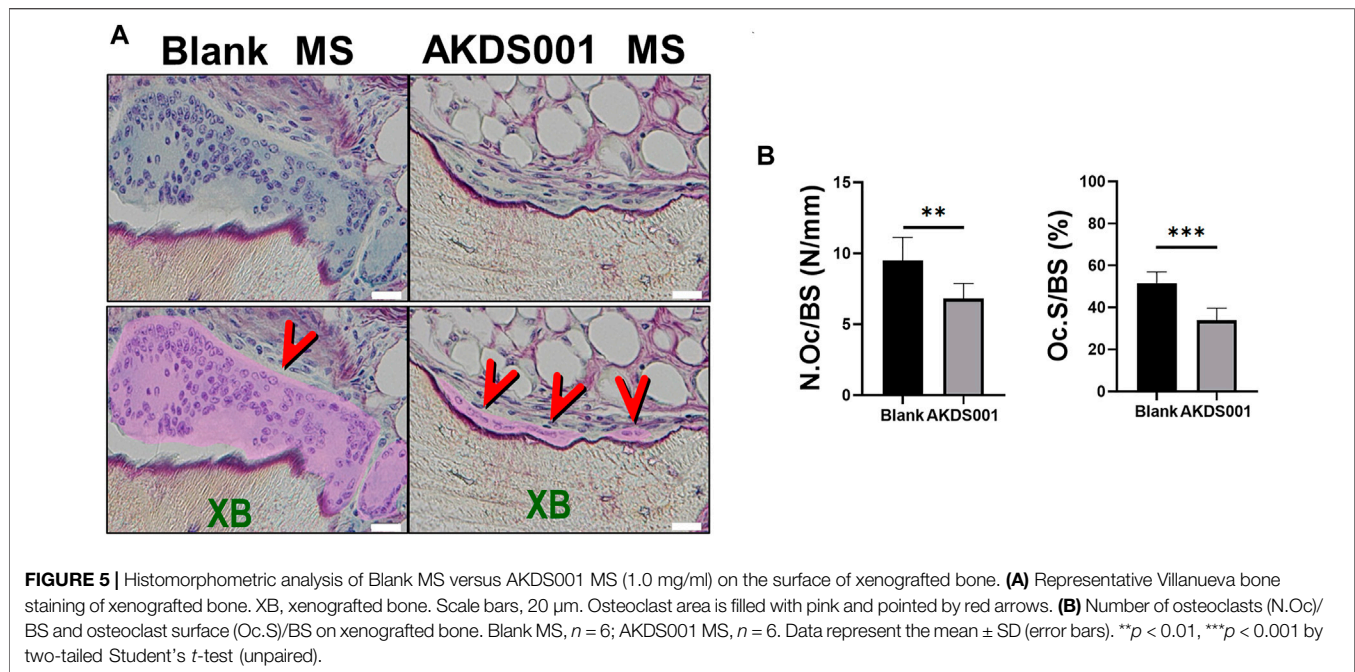 A
Blank MS
AKDS001 MS
XB
XB
B
N.Oc/BS (N/mm)
15
10
5
0
**
Blank AKDS001
Oc.S/BS (%)
100
80
60
40
20
0
***
Blank AKDS001
FIGURE 5 | Histomorphometric analysis of Blank MS versus AKDS001 MS (1.0 mg/ml) on the surface of xenografted bone. (A) Representative Villanueva bone
staining of xenografted bone. XB, xenografted bone. Scale bars, 20 µm. Osteoclast area is filled with pink and pointed by red arrows. (B) Number of osteoclasts (N.Oc)/
BS and osteoclast surface (Oc.S)/BS on xenografted bone. Blank MS, n = 6; AKDS001 MS, n = 6. Data represent the mean ± SD (error bars). **p < 0.01, ***p < 0.001 by
two-tailed Student's t-test (unpaired).